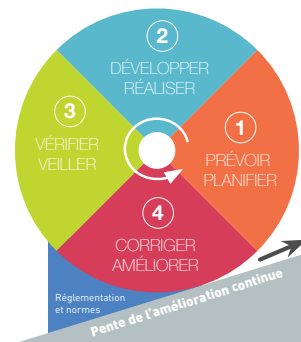 2
DÉVELOPPER
RÉALISER
3
VÉRIFIER
VEILLER
1
PRÉVOIR
PLANIFIER
4
CORRIGER
AMÉLIORER
Réglementation
et normes
Pente de l'amélioration continue